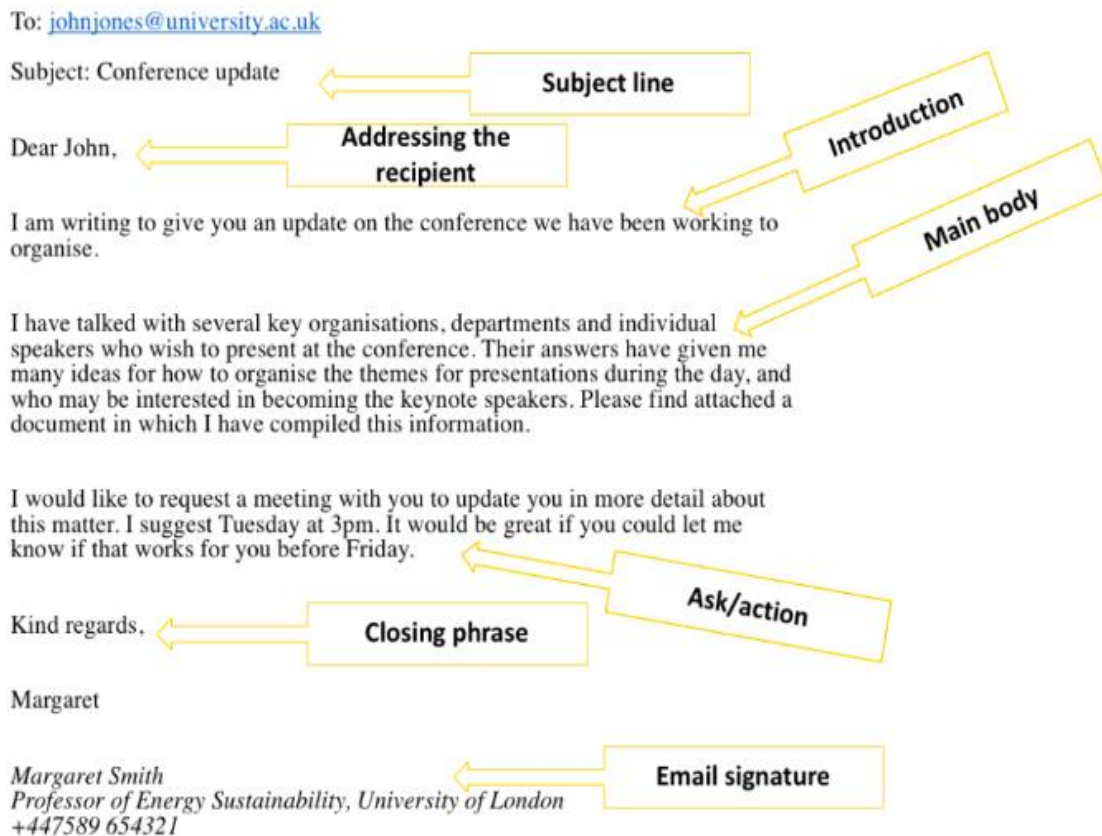 To: johnjones@university.ac.uk
Subject: Conference update
Subject line
Introduction
Dear John,
Addressing the
recipient
Main body
I am writing to give you an update on the conference we have been working to
organise.
I have talked with several key organisations, departments and individual
speakers who wish to present at the conference. Their answers have given me
many ideas for how to organise the themes for presentations during the day, and
who may be interested in becoming the keynote speakers. Please find attached a
document in which I have compiled this information.
I would like to request a meeting with you to update you in more detail about
this matter. I suggest Tuesday at 3pm. It would be great if you could let me
know if that works for you before Friday.
Ask/action
Kind regards,
Closing phrase
Margaret
Margaret Smith
Email signature
Professor of Energy Sustainability, University of London
+447589 654321